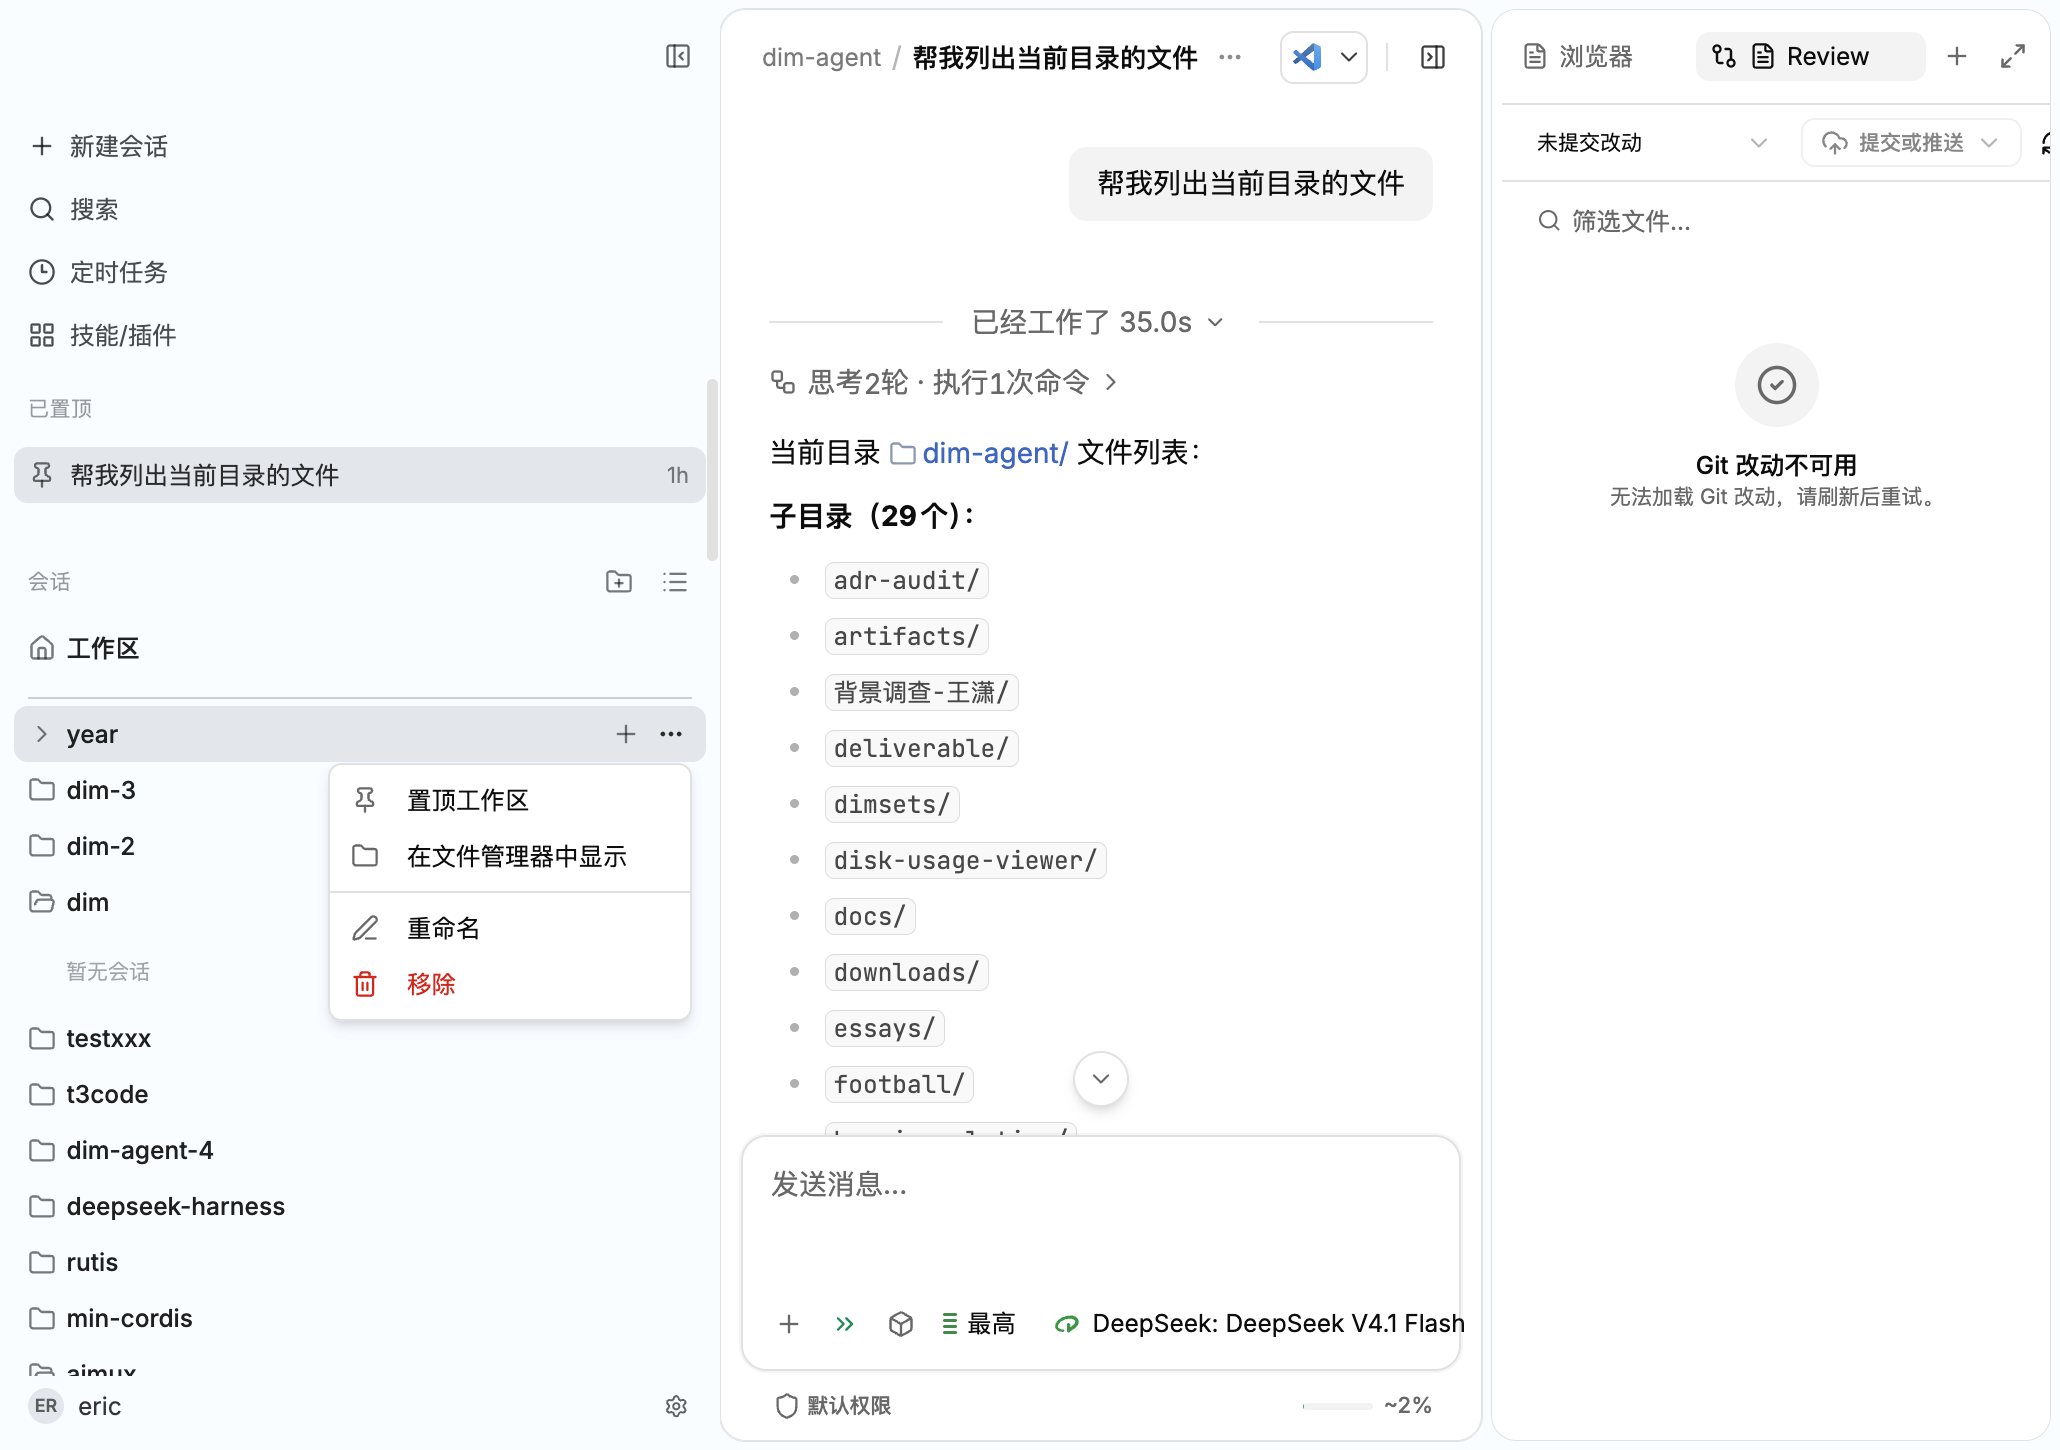 新建会话
搜索
定时任务
技能/插件
已置顶
帮我列出当前目录的文件 1h
会话
工作区
year
dim-3
dim-2
dim
暂无会话
置顶工作区
在文件管理器中显示
重命名
移除
testxxx
t3code
dim-agent-4
deepseek-harness
rutis
min-cordis
aimux
ER eric
dim-agent / 帮我列出当前目录的文件
帮我列出当前目录的文件
已经工作了 35.0s
思考2轮 · 执行1次命令
当前目录 dim-agent/ 文件列表：
子目录（29个）：
adr-audit/
artifacts/
背景调查-王潇/
deliverable/
dimsets/
disk-usage-viewer/
docs/
downloads/
essays/
football/
发送消息...
最高 DeepSeek: DeepSeek V4.1 Flash
默认权限 ~2%
浏览器 Review
未提交改动 提交或推送
筛选文件...
Git 改动不可用
无法加载 Git 改动，请刷新后重试。